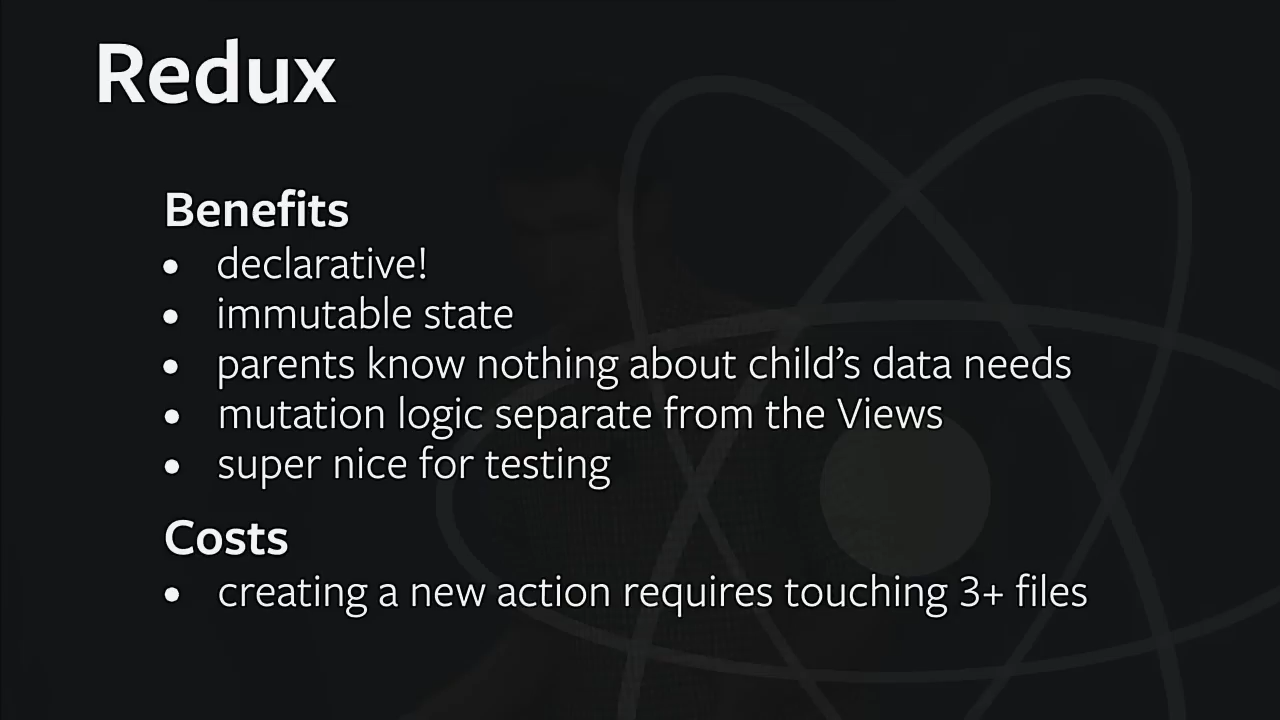 Redux
Benefits
• declarative!
• immutable state
• parents know nothing about child’s data needs
• mutation logic separate from the Views
• super nice for testing
Costs
• creating a new action requires touching 3+ files